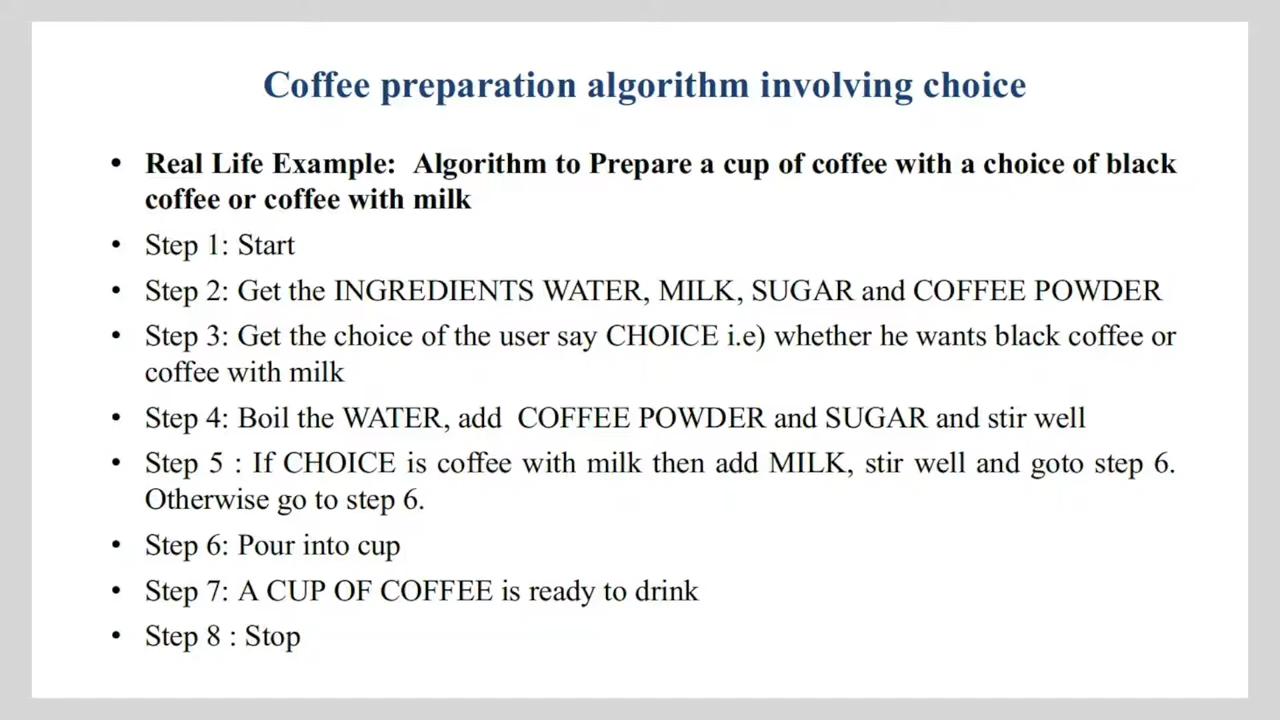 Coffee preparation algorithm involving choice
• Real Life Example: Algorithm to Prepare a cup of coffee with a choice of black
coffee or coffee with milk
• Step 1: Start
• Step 2: Get the INGREDIENTS WATER, MILK, SUGAR and COFFEE POWDER
• Step 3: Get the choice of the user say CHOICE i.e) whether he wants black coffee or
coffee with milk
• Step 4: Boil the WATER, add COFFEE POWDER and SUGAR and stir well
• Step 5 : If CHOICE is coffee with milk then add MILK, stir well and goto step 6.
Otherwise go to step 6.
• Step 6: Pour into cup
• Step 7: A CUP OF COFFEE is ready to drink
• Step 8 : Stop